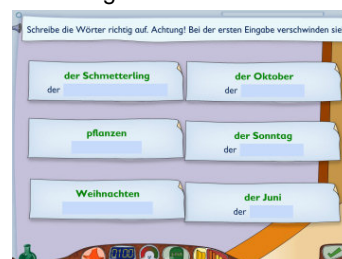 Schreibe die Wörter richtig auf. Achtung! Bei der ersten Eingabe verschwinden sie
der Schmetterling
der
der Oktober
der
pflanzen
der Sonntag
der
Weihnachten
der Juni
der